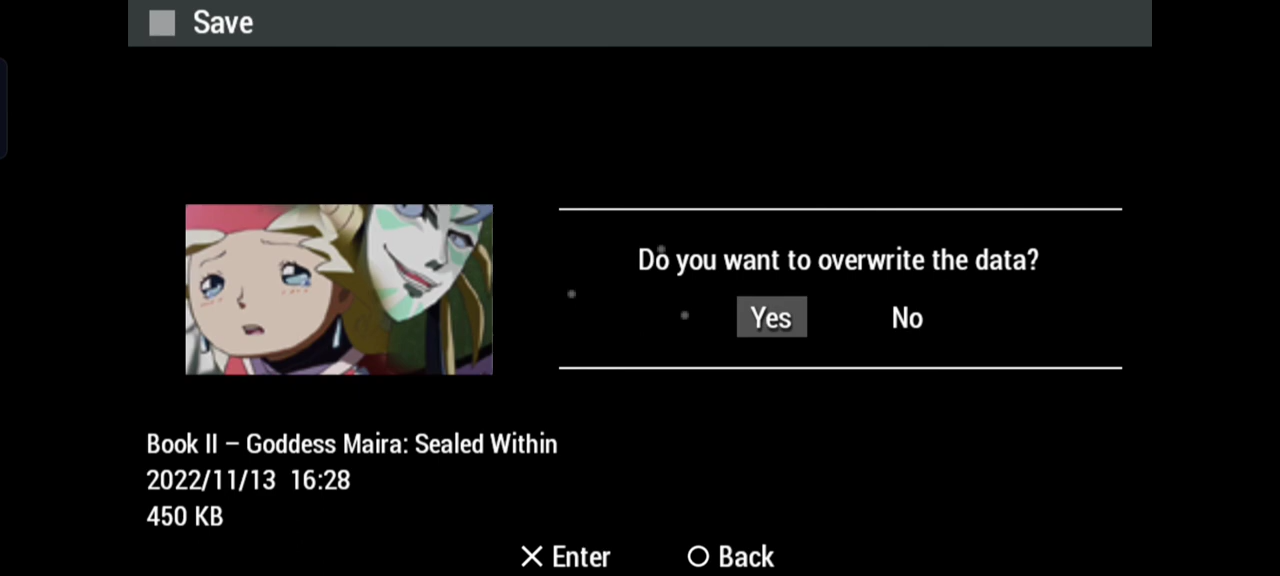 Save
Do you want to overwrite the data?
Yes No
Book II – Goddess Maira: Sealed Within
2022/11/13 16:28
450 KB
Enter Back